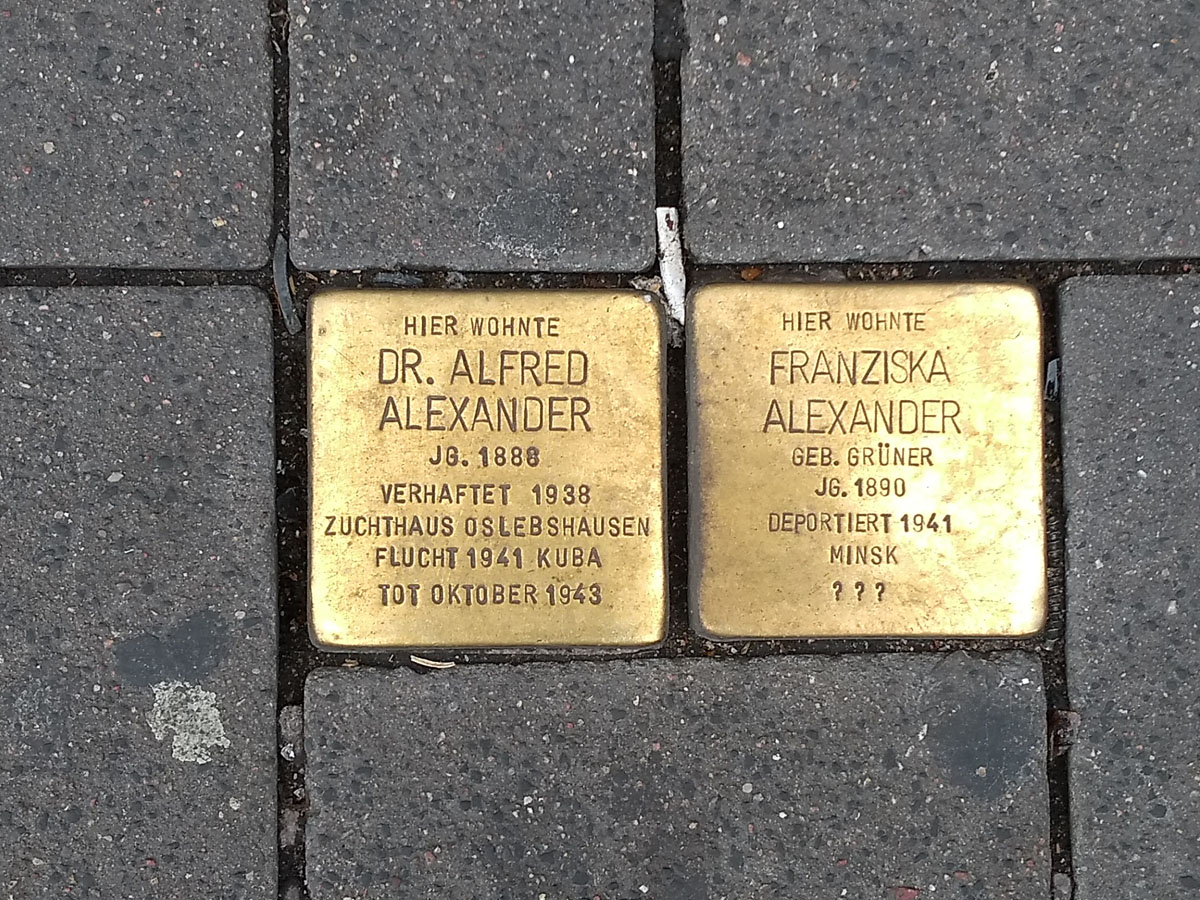 HIER WOHNTE
DR. ALFRED
ALEXANDER
JG. 1888
VERHAFTET 1938
ZUCHTHAUS OSLEBSHAUSEN
FLUCHT 1941 KUBA
TOT OKTOBER 1943
HIER WOHNTE
FRANZISKA
ALEXANDER
GEB. GRÜNER
JG. 1890
DEPORTIERT 1941
MINSK
???